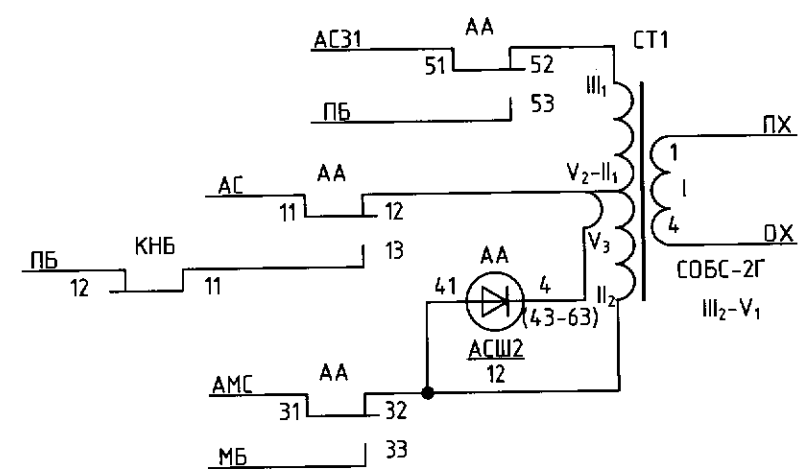 АА
СТ1
АСЗ1
51
52
III₁
ПБ
53
ПХ
АС
АА
V₂-II₁
1
I
11
12
4
ОХ
КНБ
13
V₃
ПБ
АА
СОБС-2Г
12
11
41
4
II₂
III₂-V₁
(43-63)
АСШ2
12
АМС
АА
31
32
МБ
33